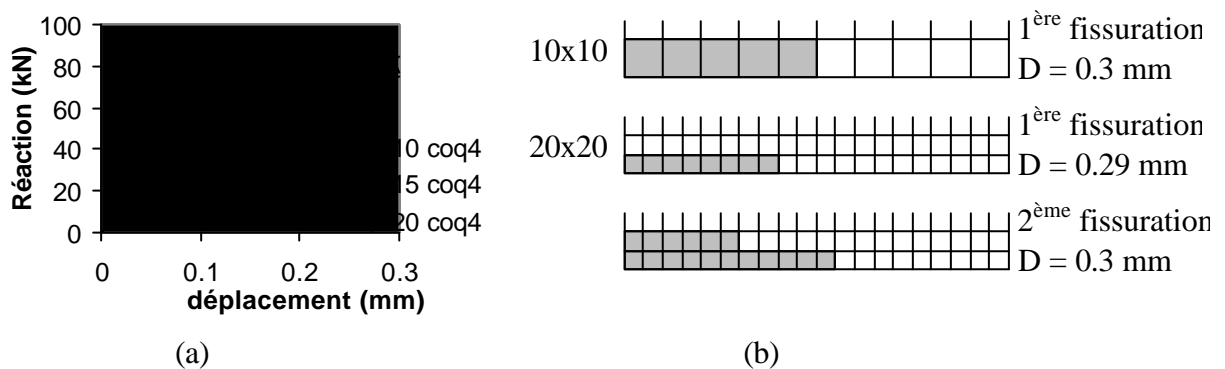 100
80
60
40
20
0
Réaction (kN)
10 coq4
15 coq4
20 coq4
0 0.1 0.2 0.3
déplacement (mm)
(a)
10x10
1ère fissuration
D = 0.3 mm
20x20
1ère fissuration
D = 0.29 mm
2ème fissuration
D = 0.3 mm
(b)